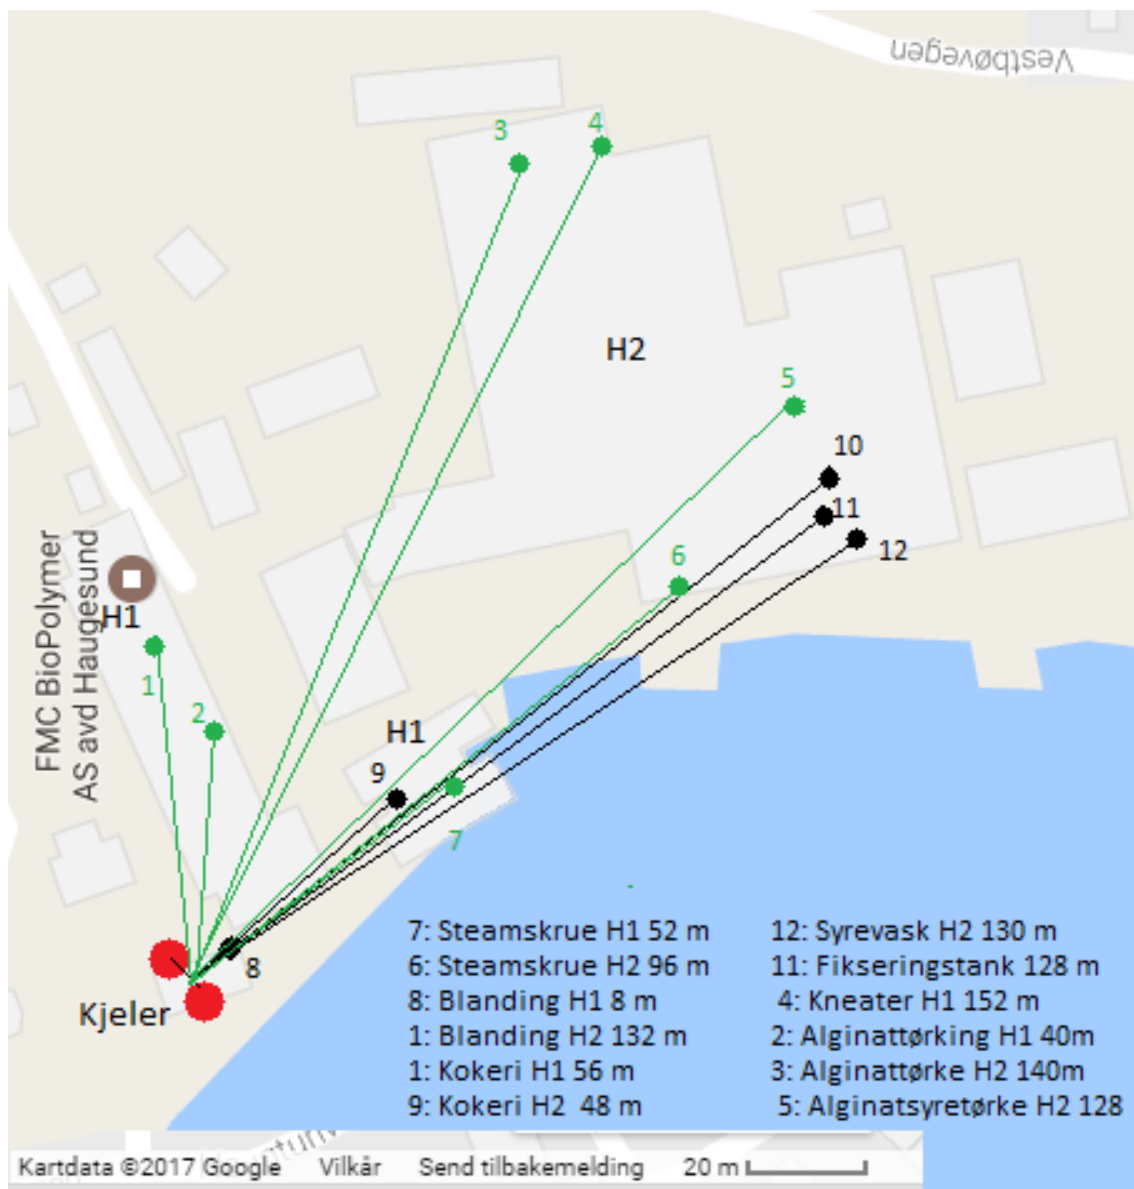 Vestbøvegen
3
4
H2
5
10
11
12
6
FMC BioPolymer
AS avd Haugesund
H1
1
2
H1
9
7
8
Kjeler
7: Steamskrue H1 52 m
6: Steamskrue H2 96 m
8: Blanding H1 8 m
1: Blanding H2 132 m
1: Kokeri H1 56 m
9: Kokeri H2 48 m
12: Syrevask H2 130 m
11: Fikseringstank 128 m
4: Kneater H1 152 m
2: Alginattørking H1 40m
3: Alginattørke H2 140m
5: Alginatsyretørke H2 128
Kartdata ©2017 Google Vilkår Send tilbakemelding 20 m